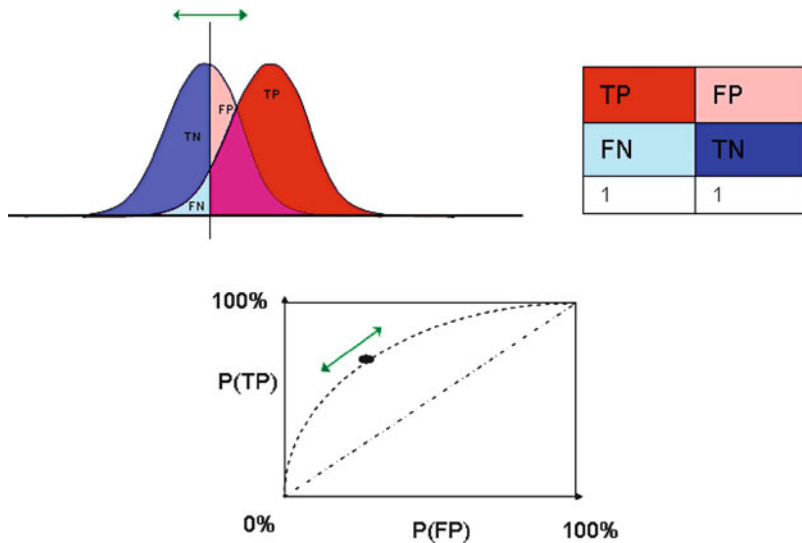 TN
FP
TP
FN
TP FP
FN TN
1 1
100%
P(TP)
0%
P(FP)
100%